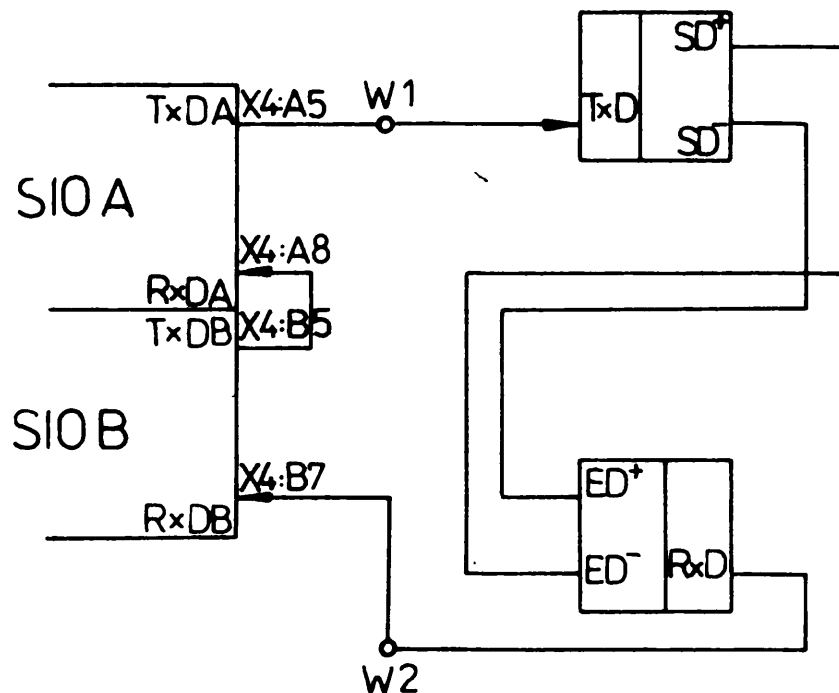 SD+
TxDA X4:A5 W1 TxD
SD
SIO A
X4:A8
RxDA
TxDB X4:B5
SIO B
X4:B7
ED+
RxDB
ED- RxD
W2